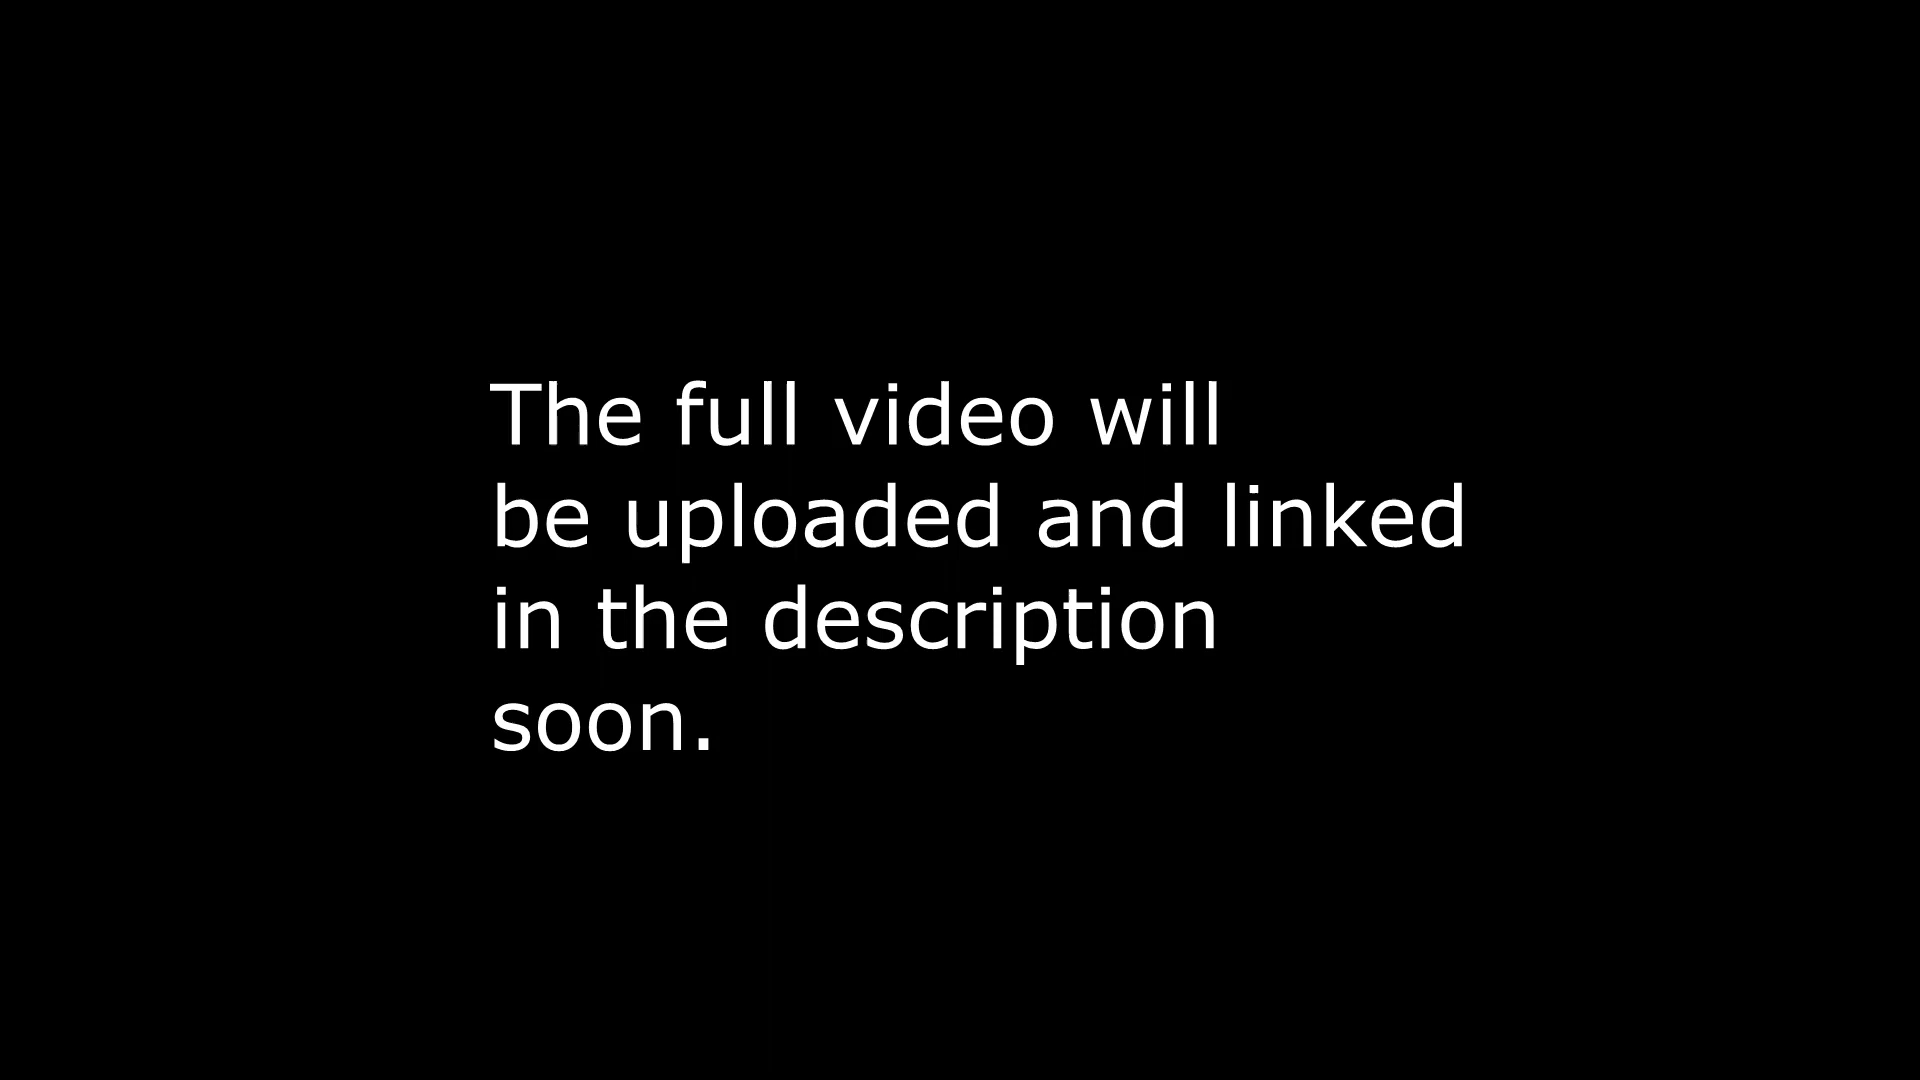 The full video will
be uploaded and linked
in the description
soon.